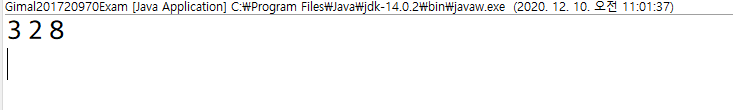 Gimal201720970Exam [Java Application] C:₩Program Files₩Java₩jdk-14.0.2₩bin₩javaw.exe  (2020. 12. 10. 오전 11:01:37)
3 2 8